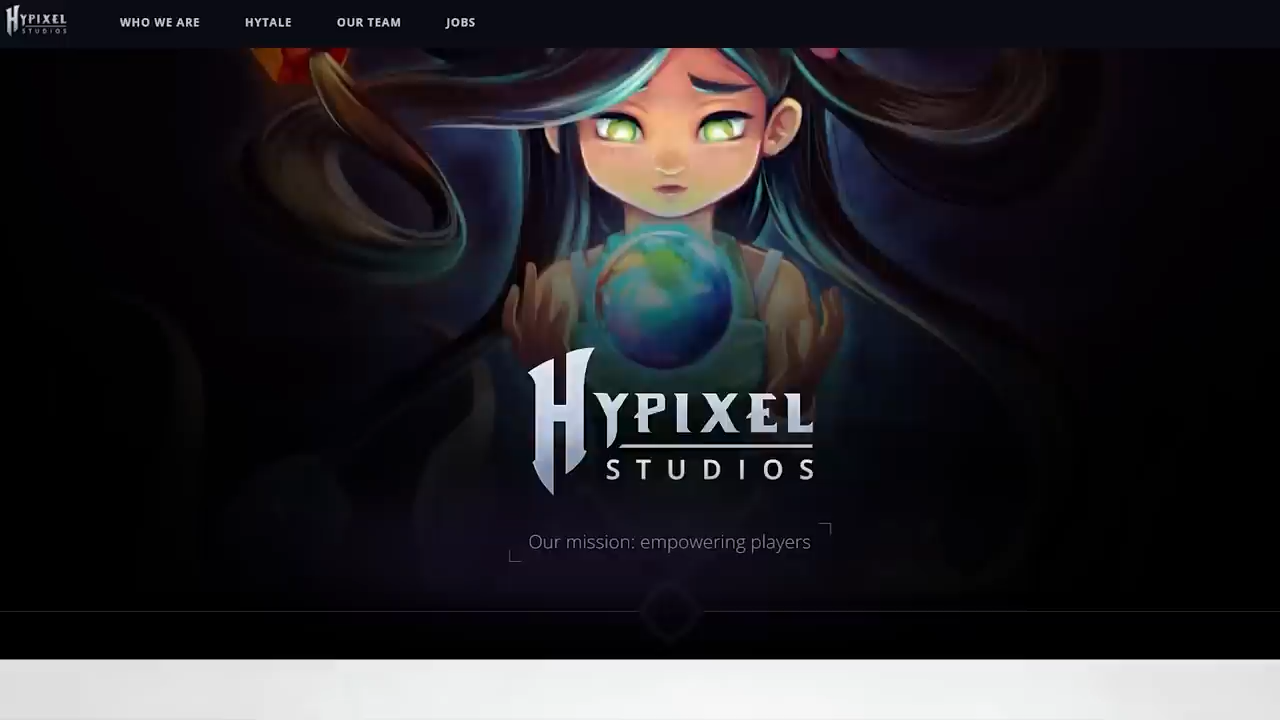 HYPIXEL
STUDIOS
WHO WE ARE
HYTALE
OUR TEAM
JOBS
HYPIXEL
STUDIOS
Our mission: empowering players